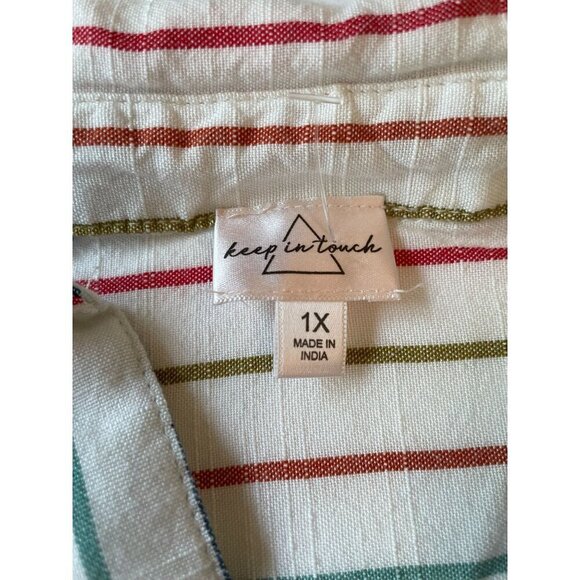 keep in touch
1X
MADE IN
INDIA